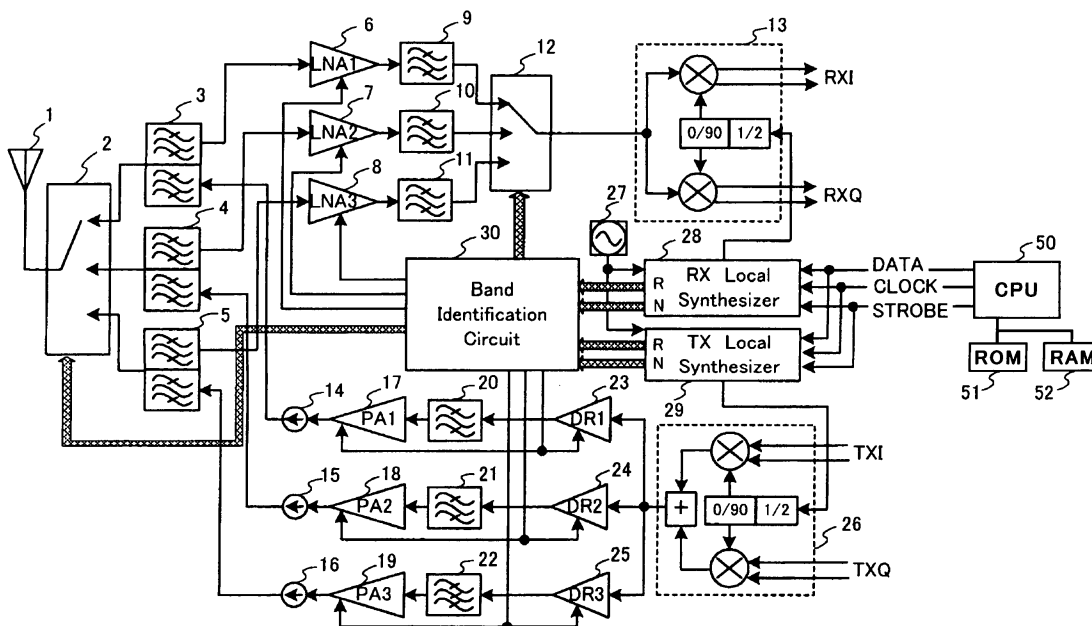 6
9
13
LNA1
12
RXI
3
7
10
1
2
LNA2
0/90 1/2
8
11
LNA3
RXQ
4
27
30
28
50
R RX Local
N Synthesizer
DATA
CLOCK
STROBE
CPU
Band
Identification
Circuit
5
R TX Local
N Synthesizer
ROM
RAM
51
52
14
17
20
23
29
PA1
DR1
TXI
15
18
21
24
PA2
DR2
+
0/90 1/2
26
16
19
22
25
TXQ
PA3
DR3